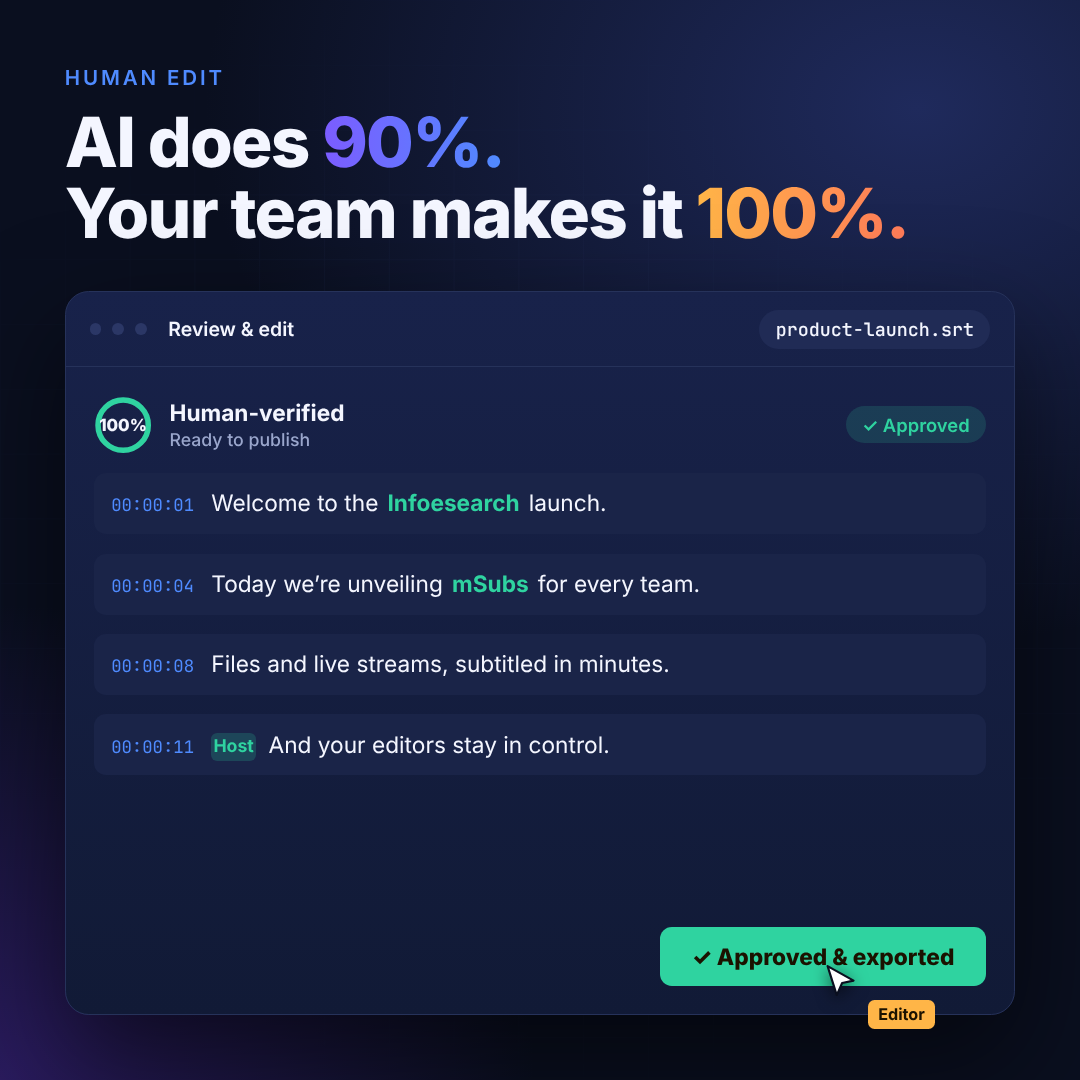 HUMAN EDIT
AI does 90%.
Your team makes it 100%.
Review & edit
product-launch.srt
100%
Human-verified
Ready to publish
✓ Approved
00:00:01 Welcome to the Infoesearch launch.
00:00:04 Today we’re unveiling mSubs for every team.
00:00:08 Files and live streams, subtitled in minutes.
00:00:11 Host And your editors stay in control.
✓ Approved & exported
Editor